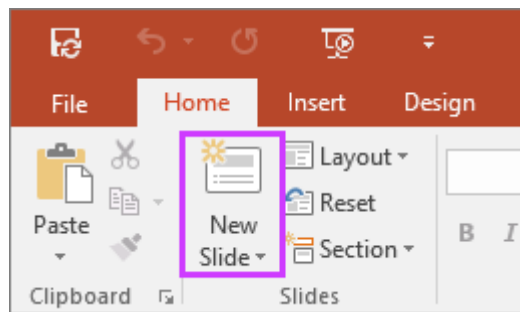 File Home Insert Design
Layout
Reset
Paste New
Slide Section B I
Clipboard Slides